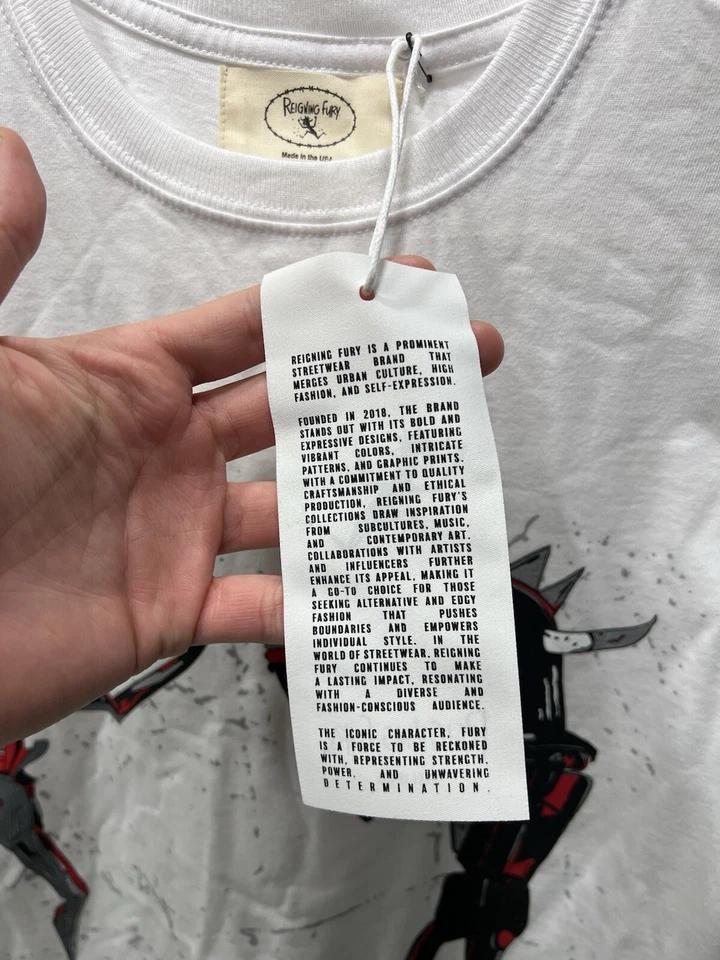 REIGNING FURY
Made in the USA
REIGNING FURY IS A PROMINENT
STREETWEAR BRAND THAT
MERGES URBAN CULTURE, HIGH
FASHION, AND SELF-EXPRESSION.
FOUNDED IN 2018, THE BRAND
STANDS OUT WITH ITS BOLD AND
EXPRESSIVE DESIGNS, FEATURING
VIBRANT COLORS, INTRICATE
PATTERNS, AND GRAPHIC PRINTS.
WITH A COMMITMENT TO QUALITY
CRAFTSMANSHIP AND ETHICAL
PRODUCTION, REIGNING FURY'S
COLLECTIONS DRAW INSPIRATION
FROM SUBCULTURES, MUSIC,
AND CONTEMPORARY ART.
COLLABORATIONS WITH ARTISTS
AND INFLUENCERS FURTHER
ENHANCE ITS APPEAL, MAKING IT
A GO-TO CHOICE FOR THOSE
SEEKING ALTERNATIVE AND EDGY
FASHION THAT PUSHES
BOUNDARIES AND EMPOWERS
INDIVIDUAL STYLE. IN THE
WORLD OF STREETWEAR, REIGNING
FURY CONTINUES TO MAKE
A LASTING IMPACT, RESONATING
WITH A DIVERSE AND
FASHION-CONSCIOUS AUDIENCE.
THE ICONIC CHARACTER, FURY
IS A FORCE TO BE RECKONED
WITH, REPRESENTING STRENGTH,
POWER, AND UNWAVERING
DETERMINATION.